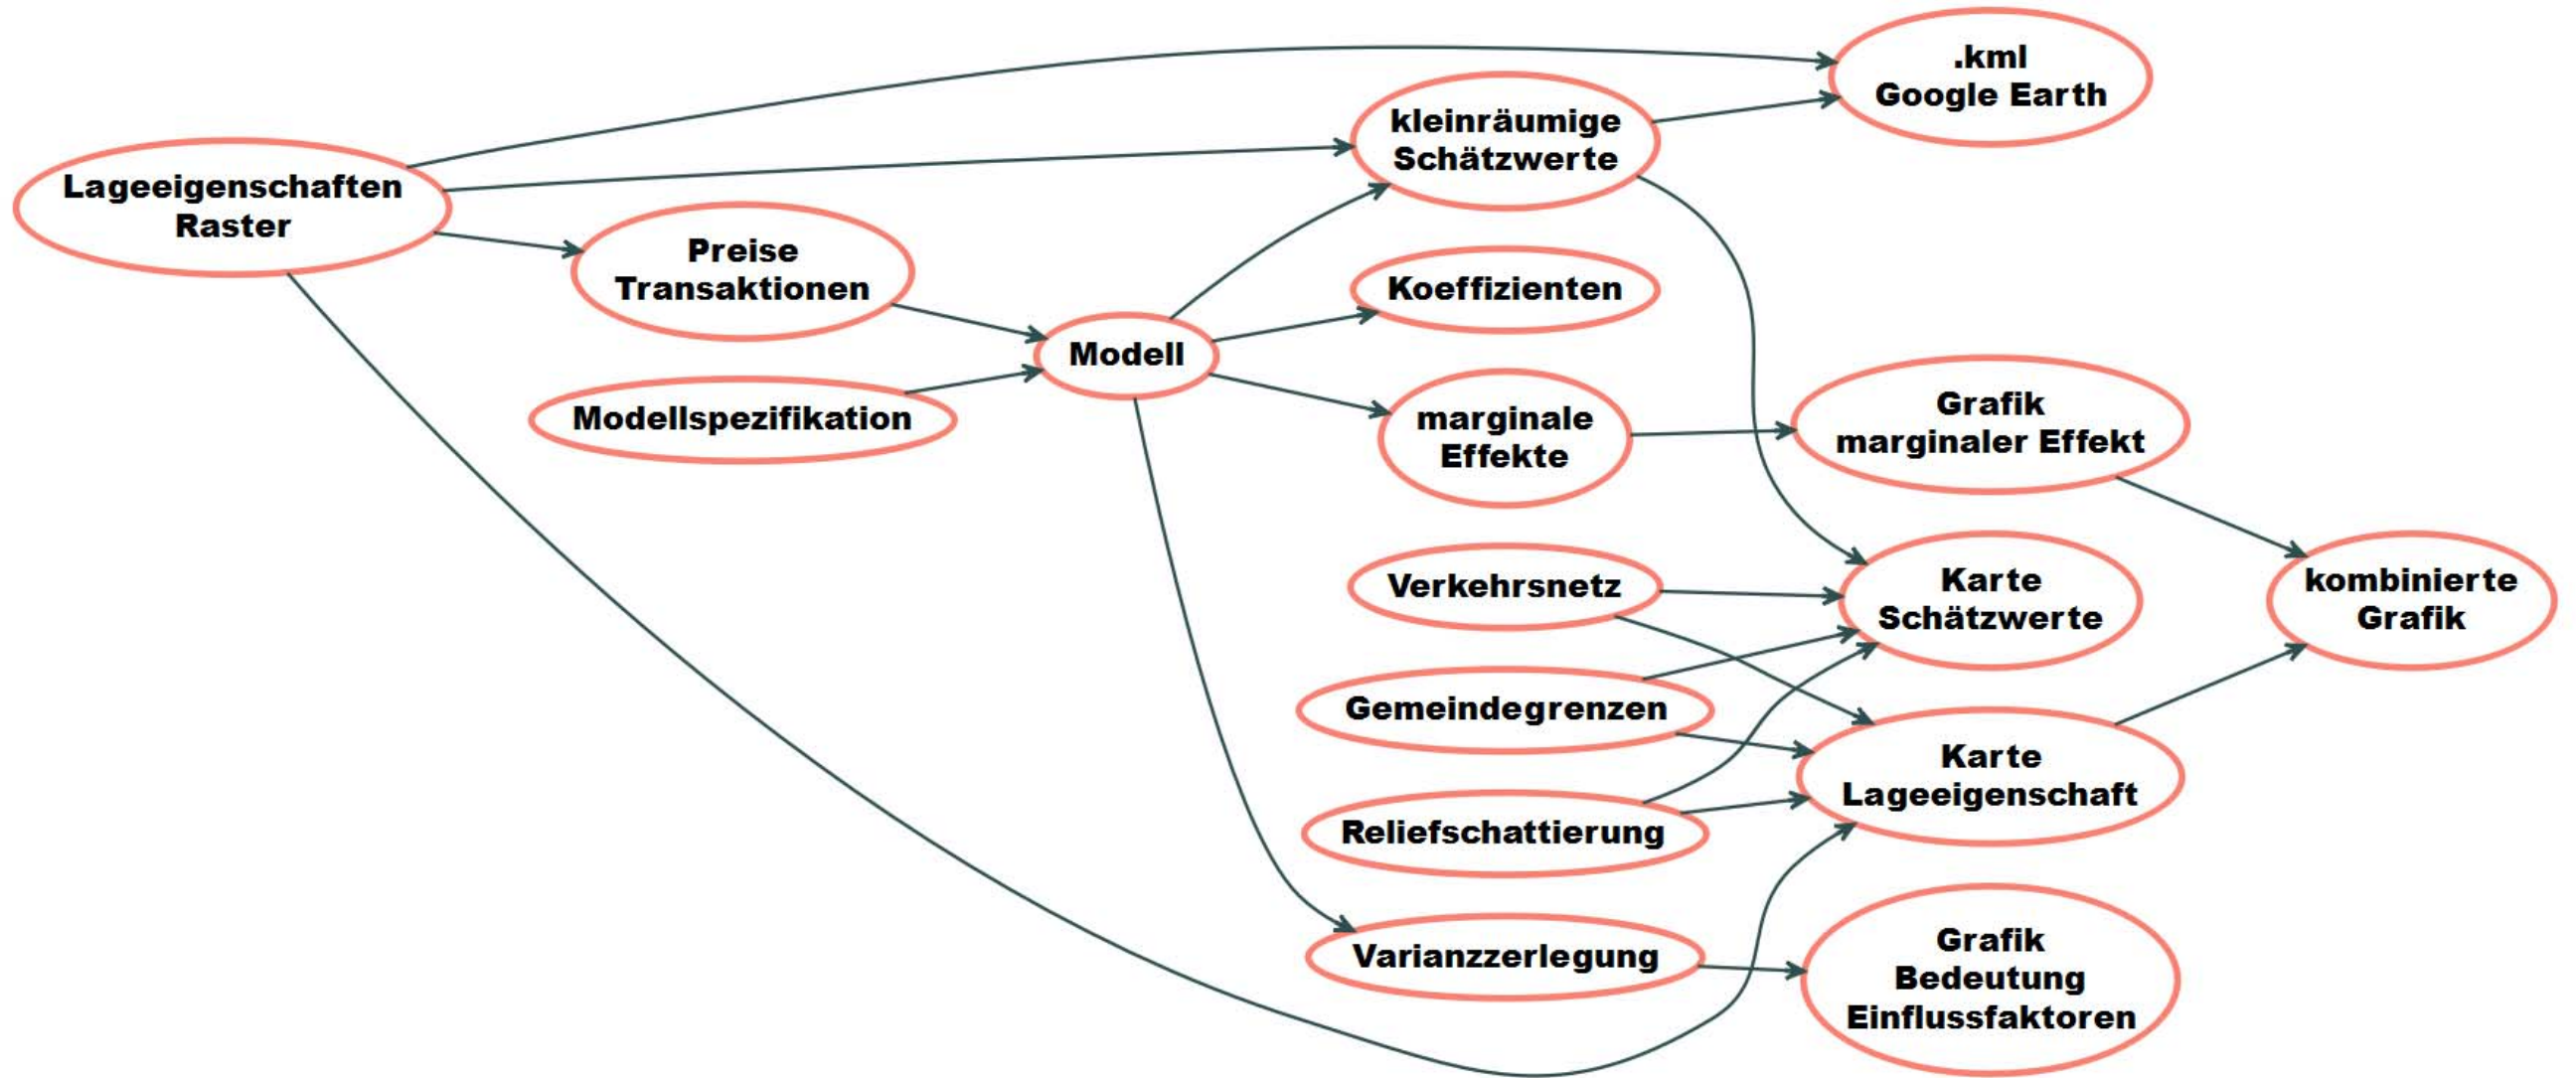 .kml
Google Earth
kleinräumige
Schätzwerte
Lageeigenschaften
Raster
Preise
Transaktionen
Koeffizienten
Modell
Modellspezifikation
marginale
Effekte
Grafik
marginaler Effekt
Verkehrsnetz
Karte
Schätzwerte
kombinierte
Grafik
Gemeindegrenzen
Karte
Lageeigenschaft
Reliefschattierung
Varianzzerlegung
Grafik
Bedeutung
Einflussfaktoren